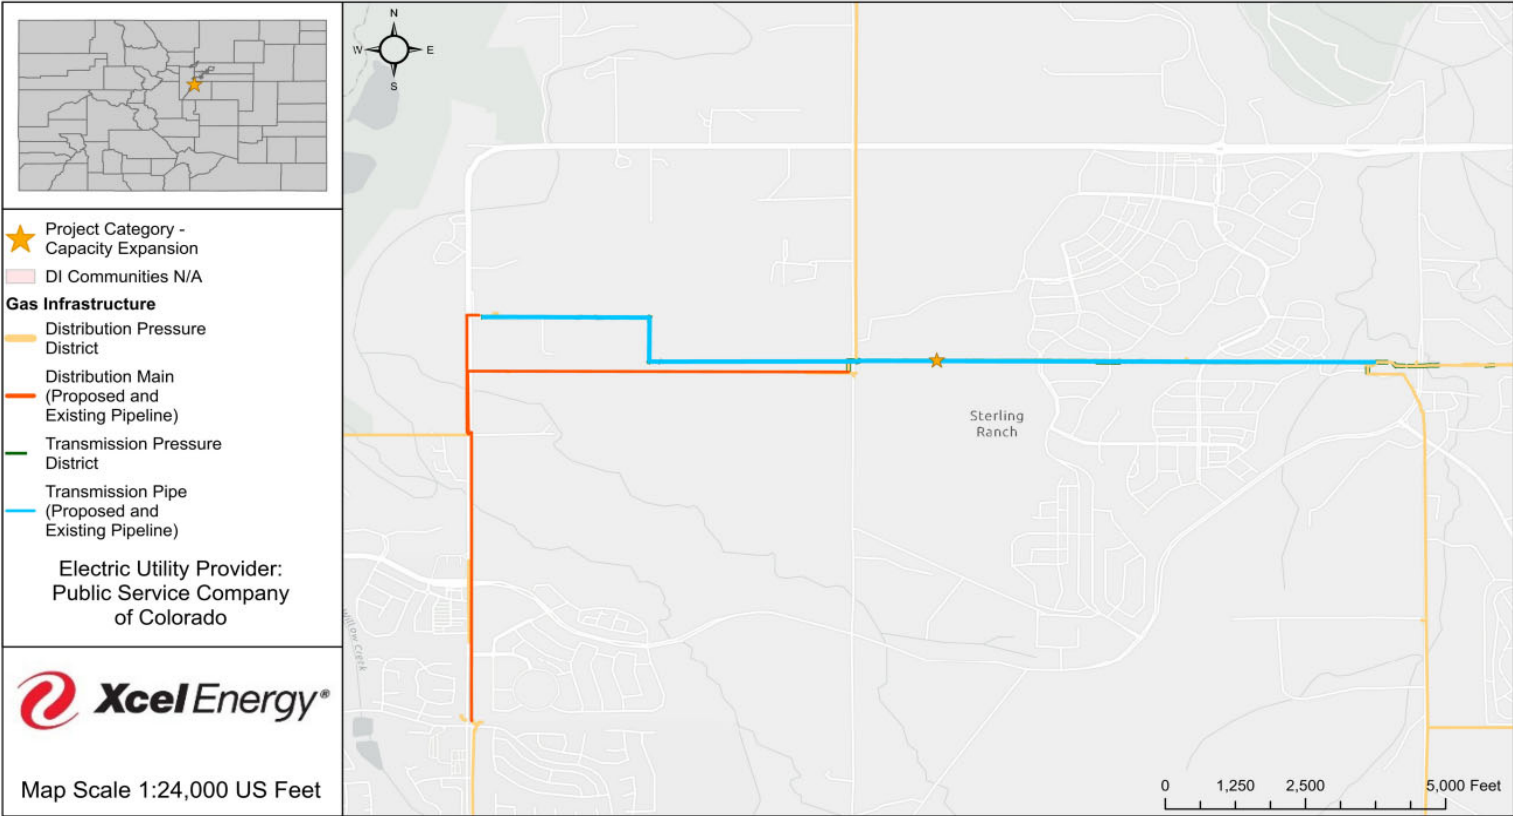 Project Category -
Capacity Expansion
DI Communities N/A
Gas Infrastructure
Distribution Pressure
District
Distribution Main
(Proposed and
Existing Pipeline)
Transmission Pressure
District
Transmission Pipe
(Proposed and
Existing Pipeline)
Electric Utility Provider:
Public Service Company
of Colorado
Xcel Energy®
Map Scale 1:24,000 US Feet
N
W E
S
Sterling
Ranch
Willow Creek
0 1,250 2,500 5,000 Feet